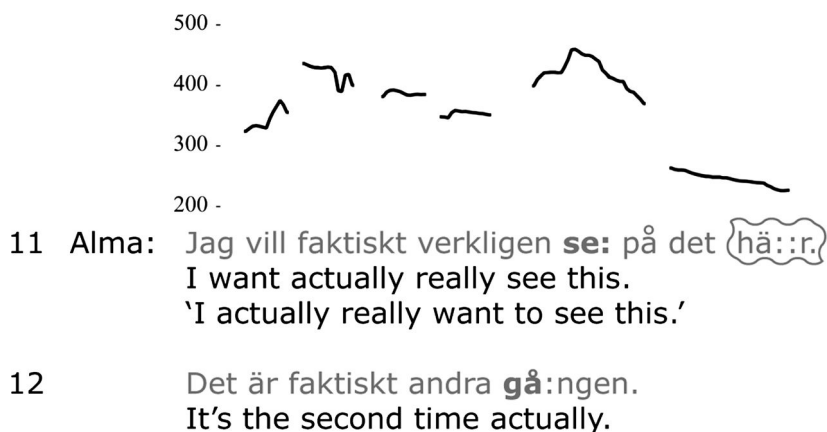 500 -
400 -
300 -
200 -
11 Alma: Jag vill faktiskt verkligen se: på det hä::r.
I want actually really see this.
‘I actually really want to see this.’
12 Det är faktiskt andra gå:ngen.
It’s the second time actually.